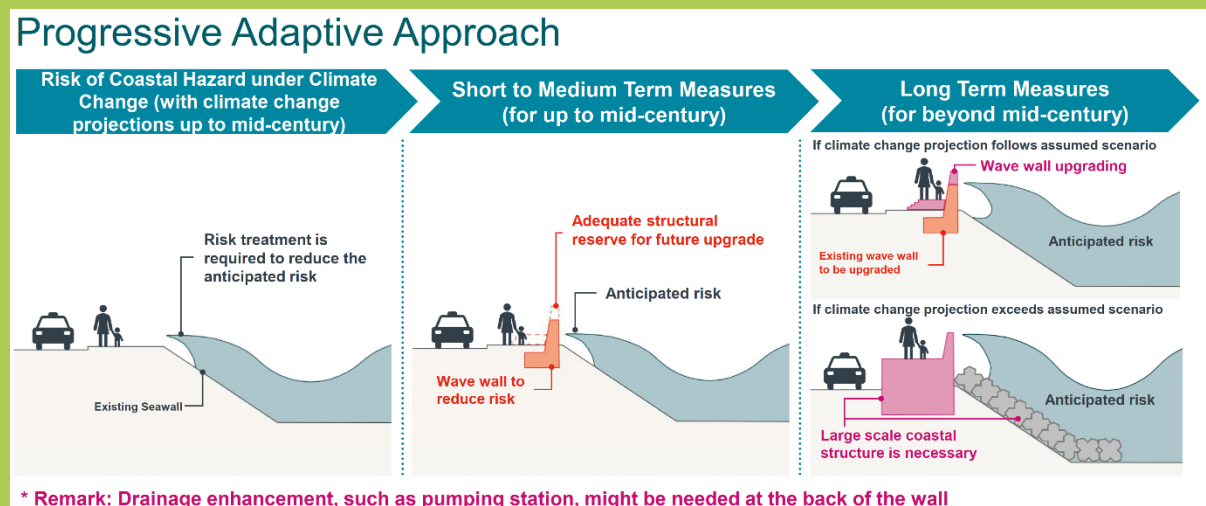 Progressive Adaptive Approach
Risk of Coastal Hazard under Climate
Change (with climate change
projections up to mid-century)
Short to Medium Term Measures
(for up to mid-century)
Long Term Measures
(for beyond mid-century)
Risk treatment is
required to reduce the
anticipated risk
Existing Seawall
Adequate structural
reserve for future upgrade
Anticipated risk
Wave wall to
reduce risk
If climate change projection follows assumed scenario
Wave wall upgrading
Anticipated risk
Existing wave wall
to be upgraded
If climate change projection exceeds assumed scenario
Anticipated risk
Large scale coastal
structure is necessary
* Remark: Drainage enhancement, such as pumping station, might be needed at the back of the wall